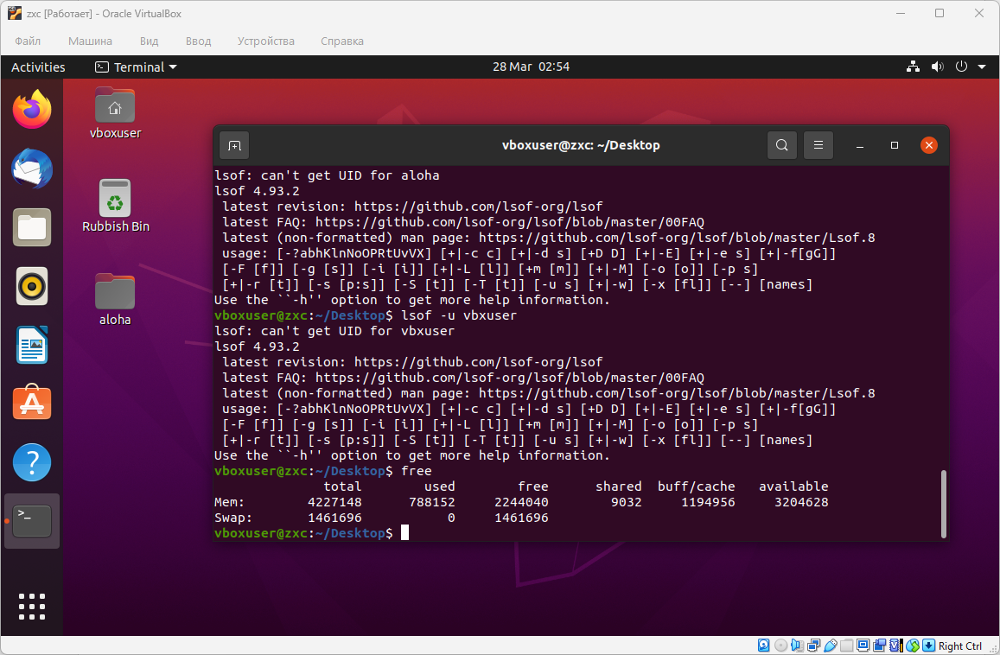 zxc [Работает] - Oracle VirtualBox
Файл Машина Вид Ввод Устройства Справка
Activities Terminal 28 Mar 02:54
vboxuser
Rubbish Bin
aloha
vboxuser@zxc: ~/Desktop
lsof: can't get UID for aloha
lsof 4.93.2
latest revision: https://github.com/lsof-org/lsof
latest FAQ: https://github.com/lsof-org/lsof/blob/master/00FAQ
latest (non-formatted) man page: https://github.com/lsof-org/lsof/blob/master/Lsof.8
usage: [-?abhKlnNoOPRtUvVX] [+|-c c] [+|-d s] [+D D] [+|-E] [+|-e s] [+|-f[gG]]
[-F [f]] [-g [s]] [-i [i]] [+|-L [l]] [+m [m]] [+|-M] [-o [o]] [-p s]
[+|-r [t]] [-s [p:s]] [-S [t]] [-T [t]] [-u s] [+|-w] [-x [fl]] [--] [names]
Use the ``-h'' option to get more help information.
vboxuser@zxc:~/Desktop$ lsof -u vbxuser
lsof: can't get UID for vbxuser
lsof 4.93.2
latest revision: https://github.com/lsof-org/lsof
latest FAQ: https://github.com/lsof-org/lsof/blob/master/00FAQ
latest (non-formatted) man page: https://github.com/lsof-org/lsof/blob/master/Lsof.8
usage: [-?abhKlnNoOPRtUvVX] [+|-c c] [+|-d s] [+D D] [+|-E] [+|-e s] [+|-f[gG]]
[-F [f]] [-g [s]] [-i [i]] [+|-L [l]] [+m [m]] [+|-M] [-o [o]] [-p s]
[+|-r [t]] [-s [p:s]] [-S [t]] [-T [t]] [-u s] [+|-w] [-x [fl]] [--] [names]
Use the ``-h'' option to get more help information.
vboxuser@zxc:~/Desktop$ free
total used free shared buff/cache available
Mem: 4227148 788152 2244040 9032 1194956 3204628
Swap: 1461696 0 1461696
vboxuser@zxc:~/Desktop$
Right Ctrl